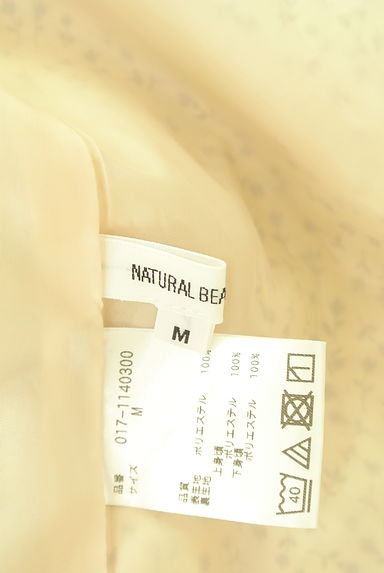 NATURAL BEA
M
品番 017-1140300
サイズ M
品質
表生地 ポリエステル 100%
裏生地
上身頃 ポリエステル 100%
下身頃 ポリエステル 100%
40